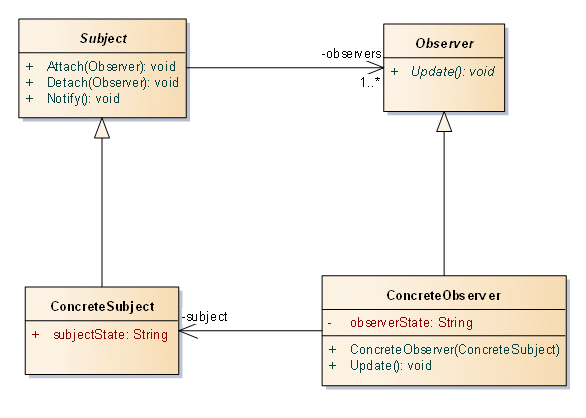 Subject
+ Attach(Observer): void
+ Detach(Observer): void
+ Notify(): void
-observers
1..*
Observer
+ Update(): void
ConcreteSubject
+ subjectState: String
-subject
ConcreteObserver
- observerState: String
+ ConcreteObserver(ConcreteSubject)
+ Update(): void